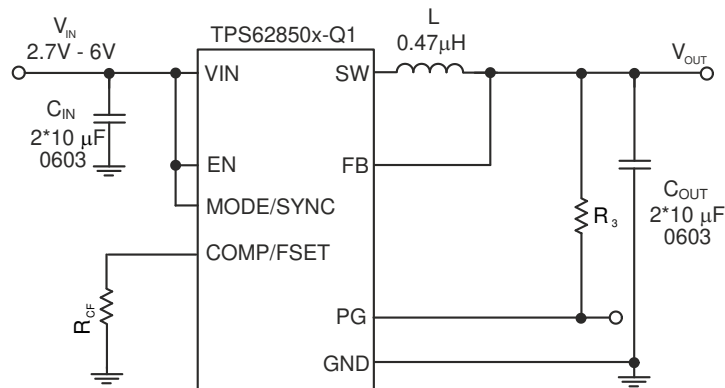 TPS62850x-Q1
L
0.47μH
V_IN
2.7V - 6V
V_OUT
VIN
SW
C_IN
2*10 μF
0603
EN
FB
MODE/SYNC
C_OUT
2*10 μF
0603
R_3
COMP/FSET
R_CF
PG
GND